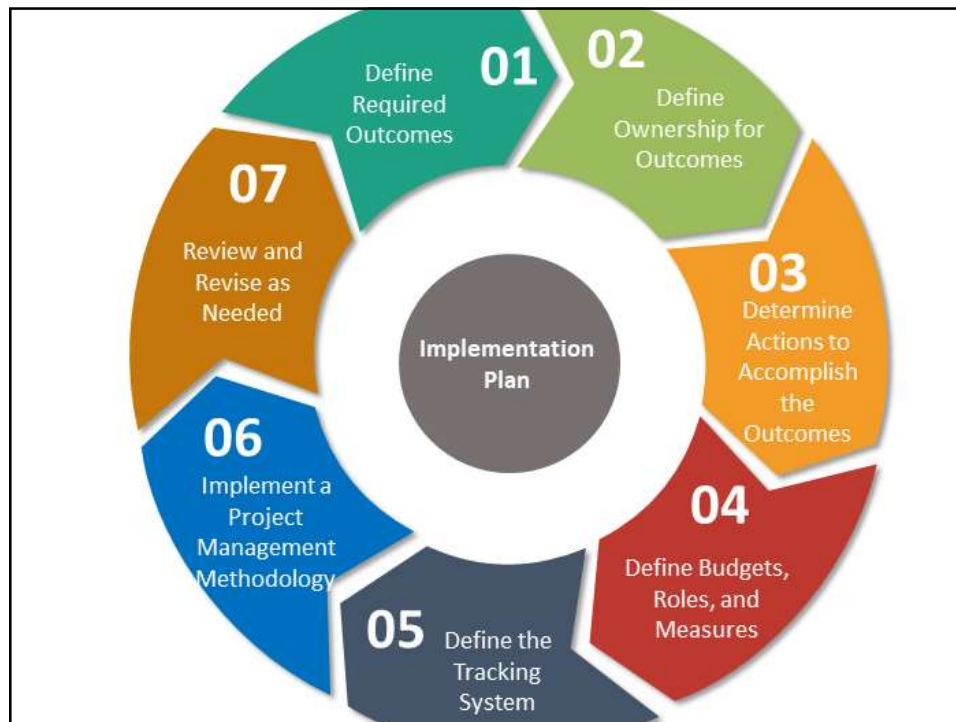 01
Define
Required
Outcomes
02
Define
Ownership for
Outcomes
03
Determine
Actions to
Accomplish
the
Outcomes
04
Define Budgets,
Roles, and
Measures
05
Define the
Tracking
System
06
Implement a
Project
Management
Methodology
07
Review and
Revise as
Needed
Implementation
Plan